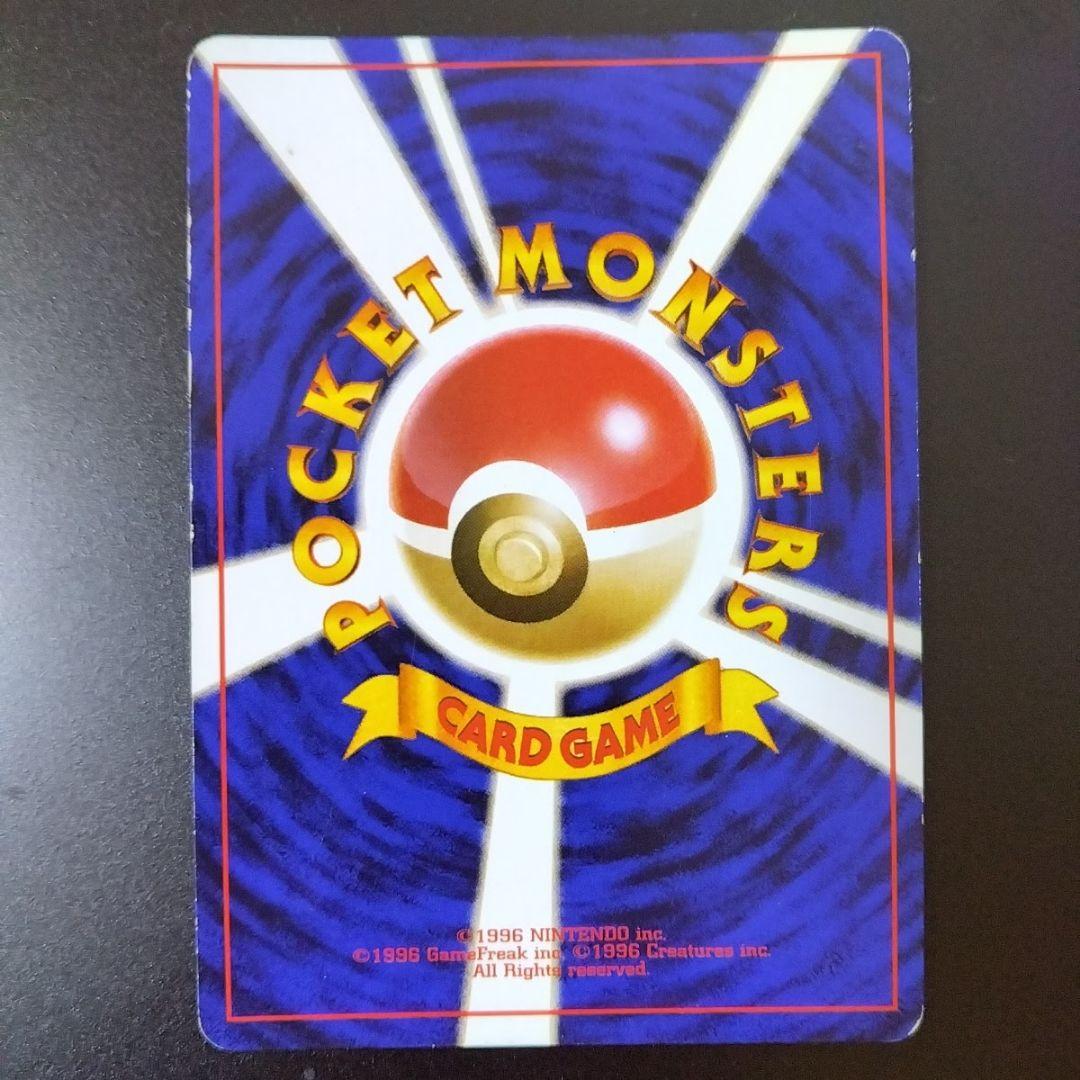 POCKET MONSTERS
CARD GAME
©1996 NINTENDO inc.
©1996 GameFreak inc. ©1996 Creatures inc.
All Rights reserved.